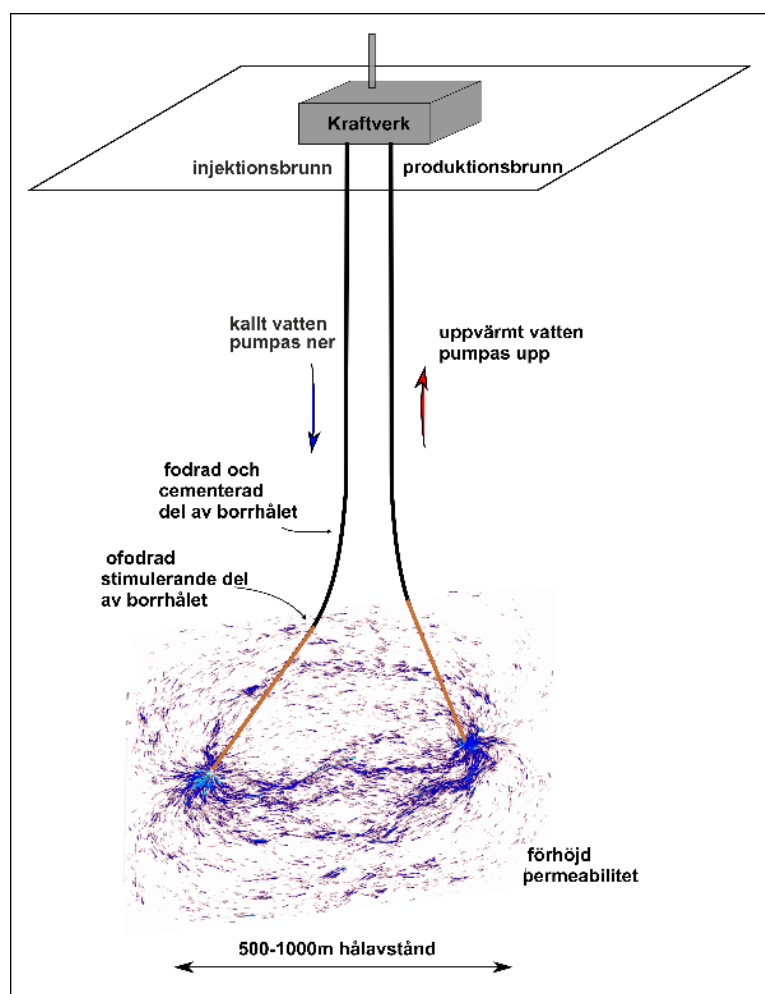 Kraftverk
injektionsbrunn
produktionsbrunn
kallt vatten
pumpas ner
uppvärmt vatten
pumpas upp
fodrad och
cementerad
del av borrhålet
ofodrad
stimulerande del
av borrhålet
förhöjd
permeabilitet
500-1000m hålavstånd